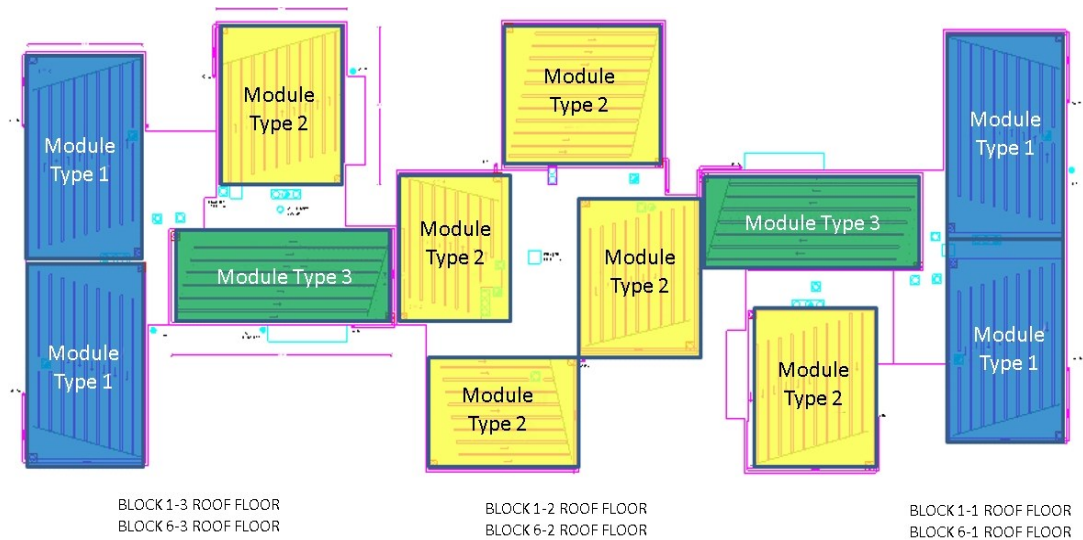 Module
Type 1
Module
Type 2
Module
Type 2
Module
Type 1
Module
Type 2
Module
Type 2
Module Type 3
Module Type 3
Module
Type 1
Module
Type 2
Module
Type 2
Module
Type 1
BLOCK 1-3 ROOF FLOOR
BLOCK 6-3 ROOF FLOOR
BLOCK 1-2 ROOF FLOOR
BLOCK 6-2 ROOF FLOOR
BLOCK 1-1 ROOF FLOOR
BLOCK 6-1 ROOF FLOOR